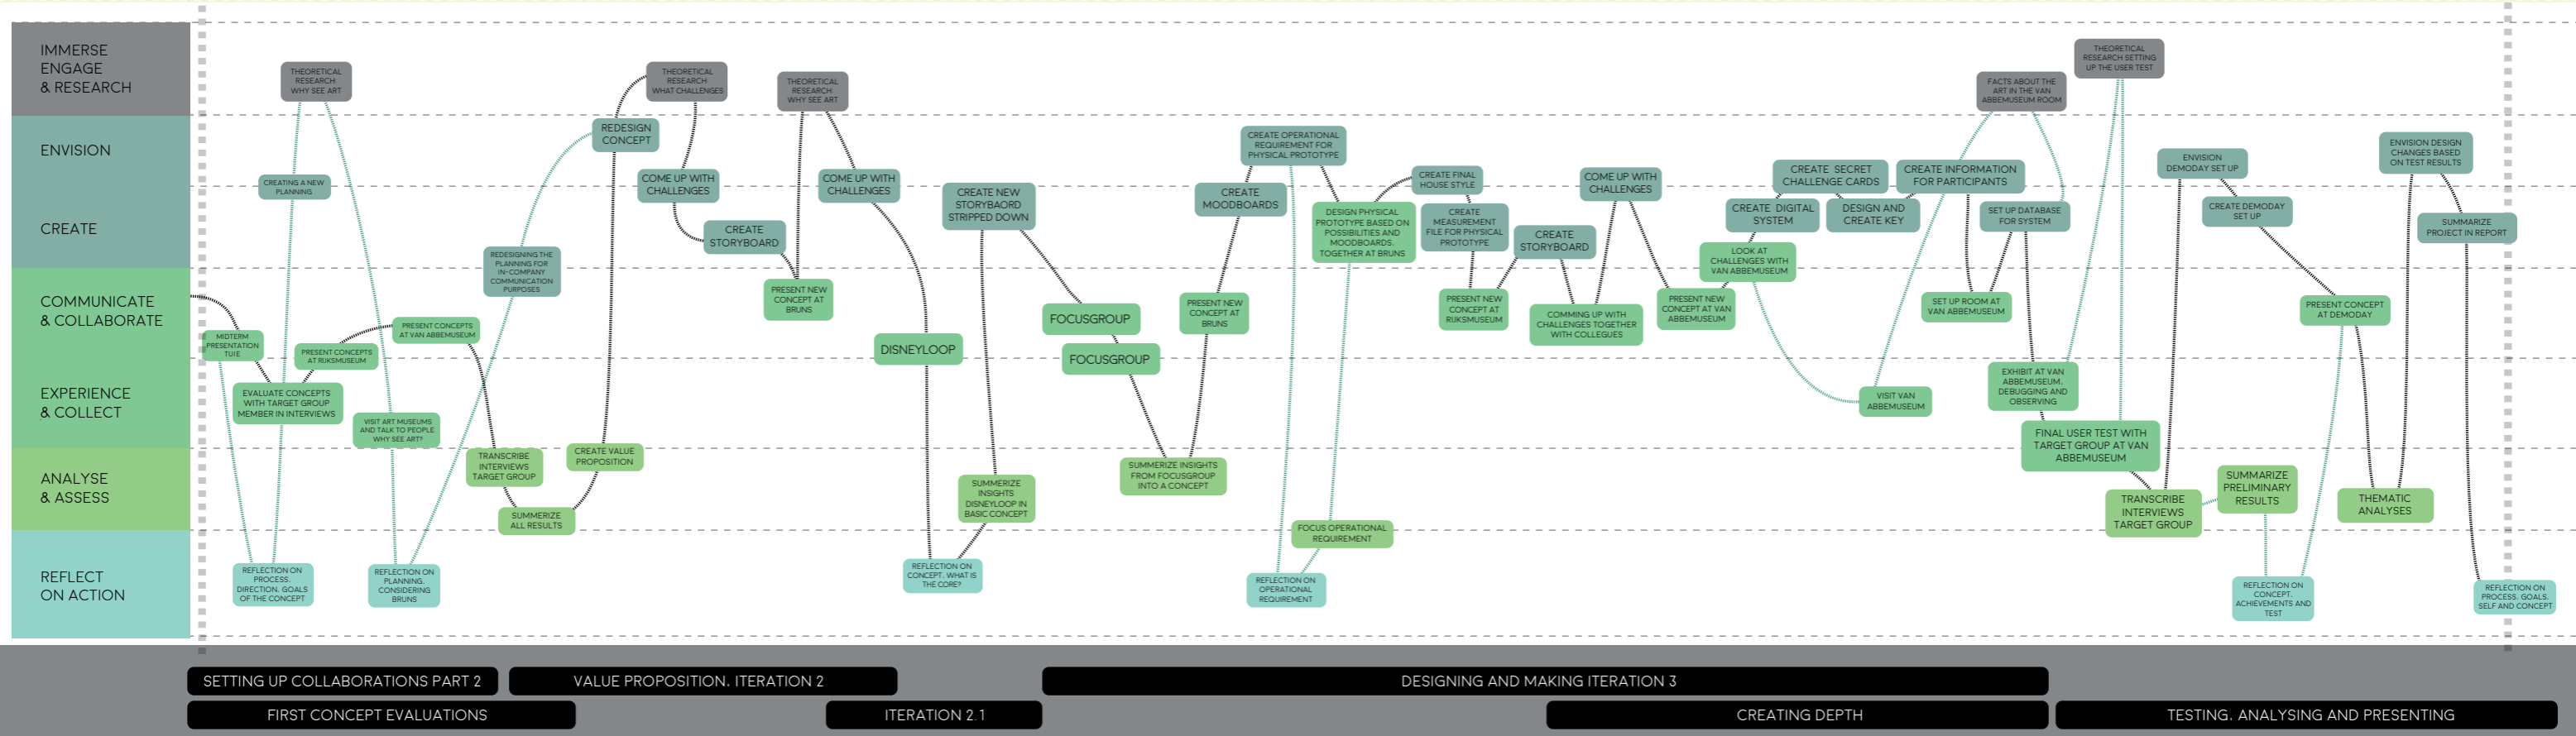 IMMERSE
ENGAGE
& RESEARCH
ENVISION
CREATE
COMMUNICATE
& COLLABORATE
EXPERIENCE
& COLLECT
ANALYSE
& ASSESS
REFLECT
ON ACTION
MIDTERM
PRESENTATION
TU/E
REFLECTION ON
PROCESS.
DIRECTION. GOALS
OF THE CONCEPT
EVALUATE CONCEPTS
WITH TARGET GROUP
MEMBER IN INTERVIEWS
CREATING A NEW
PLANNING
THEORETICAL
RESEARCH:
WHY SEE ART
PRESENT CONCEPTS
AT RIJKSMUSEUM
VISIT ART MUSEUMS
AND TALK TO PEOPLE
WHY SEE ART?
REFLECTION ON
PLANNING.
CONSIDERING
BRUNS
PRESENT CONCEPTS
AT VAN ABBEMUSEUM
TRANSCRIBE
INTERVIEWS
TARGET GROUP
REDESIGNING THE
PLANNING FOR
IN-COMPANY
COMMUNICATION
PURPOSES
SUMMERIZE
ALL RESULTS
CREATE VALUE
PROPOSITION
REDESIGN
CONCEPT
THEORETICAL
RESEARCH:
WHAT CHALLENGES
COME UP WITH
CHALLENGES
CREATE
STORYBOARD
PRESENT NEW
CONCEPT AT
BRUNS
THEORETICAL
RESEARCH
WHY SEE ART
COME UP WITH
CHALLENGES
DISNEYLOOP
REFLECTION ON
CONCEPT. WHAT IS
THE CORE?
CREATE NEW
STORYBAORD
STRIPPED DOWN
SUMMERIZE
INSIGHTS
DISNEYLOOP IN
BASIC CONCEPT
FOCUSGROUP
FOCUSGROUP
SUMMERIZE INSIGHTS
FROM FOCUSGROUP
INTO A CONCEPT
PRESENT NEW
CONCEPT AT
BRUNS
CREATE
MOODBOARDS
CREATE OPERATIONAL
REQUIREMENT FOR
PHYSICAL PROTOTYPE
REFLECTION ON
OPERATIONAL
REQUIREMENT
FOCUS OPERATIONAL
REQUIREMENT
DESIGN PHYSICAL
PROTOTYPE BASED ON
POSSIBILITIES AND
MOODBOARDS.
TOGETHER AT BRUNS
CREATE FINAL
HOUSE STYLE
CREATE
MEASUREMENT
FILE FOR PHYSICAL
PROTOTYPE
PRESENT NEW
CONCEPT AT
RIJKSMUSEUM
CREATE
STORYBOARD
COMMING UP WITH
CHALLENGES TOGETHER
WITH COLLEGUES
COME UP WITH
CHALLENGES
PRESENT NEW
CONCEPT AT VAN
ABBEMUSEUM
LOOK AT
CHALLENGES WITH
VAN ABBEMUSEUM
CREATE DIGITAL
SYSTEM
CREATE SECRET
CHALLENGE CARDS
DESIGN AND
CREATE KEY
VISIT VAN
ABBEMUSEUM
CREATE INFORMATION
FOR PARTICIPANTS
FACTS ABOUT THE
ART IN THE VAN
ABBEMUSEUM ROOM
SET UP ROOM AT
VAN ABBEMUSEUM
SET UP DATABASE
FOR SYSTEM
EXHIBIT AT VAN
ABBEMUSEUM.
DEBUGGING AND
OBSERVING
FINAL USER TEST WITH
TARGET GROUP AT VAN
ABBEMUSEUM
THEORETICAL
RESEARCH SETTING
UP THE USER TEST
TRANSCRIBE
INTERVIEWS
TARGET GROUP
ENVISION
DEMODAY SET UP
CREATE DEMODAY
SET UP
SUMMARIZE
PRELIMINARY
RESULTS
REFLECTION ON
CONCEPT.
ACHIEVEMENTS AND
TEST
PRESENT CONCEPT
AT DEMODAY
THEMATIC
ANALYSES
ENVISION DESIGN
CHANGES BASED
ON TEST RESULTS
SUMMARIZE
PROJECT IN REPORT
REFLECTION ON
PROCESS. GOALS.
SELF AND CONCEPT
SETTING UP COLLABORATIONS PART 2
VALUE PROPOSITION. ITERATION 2
DESIGNING AND MAKING ITERATION 3
FIRST CONCEPT EVALUATIONS
ITERATION 2.1
CREATING DEPTH
TESTING. ANALYSING AND PRESENTING